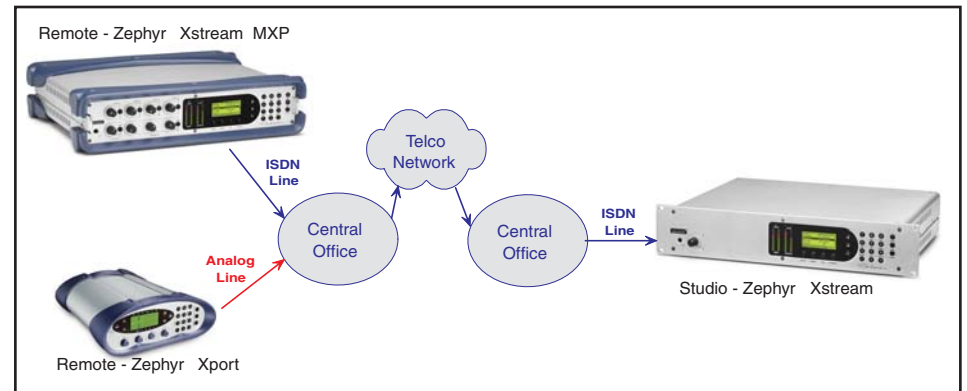 Remote - Zephyr Xstream MXP
Telco
Network
ISDN
Line
Central
Office
Analog
Line
Central
Office
ISDN
Line
Studio - Zephyr Xstream
Remote - Zephyr Xport